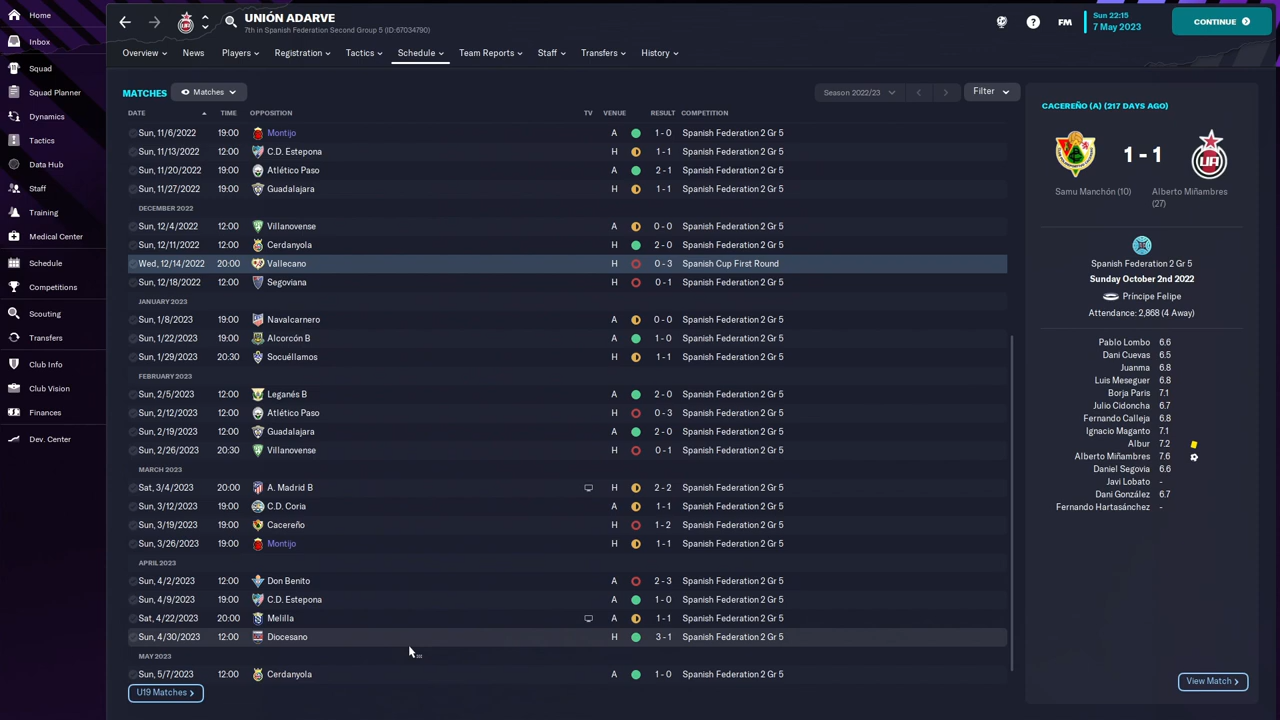 Home
Inbox
Squad
Squad Planner
Dynamics
Tactics
Data Hub
Staff
Training
Medical Center
Schedule
Competitions
Scouting
Transfers
Club Info
Club Vision
Finances
Dev. Center
UNIÓN ADARVE
7th in Spanish Federation Second Group 5 (ID:67034790)
?
FM
Sun 22:15
7 May 2023
CONTINUE
Overview
News
Players
Registration
Tactics
Schedule
Team Reports
Staff
Transfers
History
MATCHES
Matches
Season 2022/23
Filter
DATE TIME OPPOSITION TV VENUE RESULT COMPETITION
Sun, 11/6/2022 19:00 Montijo A 1 - 0 Spanish Federation 2 Gr 5
Sun, 11/13/2022 12:00 C.D. Estepona H 1 - 1 Spanish Federation 2 Gr 5
Sun, 11/20/2022 19:00 Atlético Paso A 2 - 1 Spanish Federation 2 Gr 5
Sun, 11/27/2022 19:00 Guadalajara H 1 - 1 Spanish Federation 2 Gr 5
DECEMBER 2022
Sun, 12/4/2022 12:00 Villanovense A 0 - 0 Spanish Federation 2 Gr 5
Sun, 12/11/2022 12:00 Cerdanyola H 2 - 0 Spanish Federation 2 Gr 5
Wed, 12/14/2022 20:00 Vallecano H 0 - 3 Spanish Cup First Round
Sun, 12/18/2022 12:00 Segoviana H 0 - 1 Spanish Federation 2 Gr 5
JANUARY 2023
Sun, 1/8/2023 19:00 Navalcarnero A 0 - 0 Spanish Federation 2 Gr 5
Sun, 1/22/2023 19:00 Alcorcón B A 1 - 0 Spanish Federation 2 Gr 5
Sun, 1/29/2023 20:30 Socuéllamos H 1 - 1 Spanish Federation 2 Gr 5
FEBRUARY 2023
Sun, 2/5/2023 12:00 Leganés B A 2 - 0 Spanish Federation 2 Gr 5
Sun, 2/12/2023 12:00 Atlético Paso H 0 - 3 Spanish Federation 2 Gr 5
Sun, 2/19/2023 12:00 Guadalajara A 2 - 0 Spanish Federation 2 Gr 5
Sun, 2/26/2023 20:30 Villanovense H 0 - 1 Spanish Federation 2 Gr 5
MARCH 2023
Sat, 3/4/2023 20:00 A. Madrid B H 2 - 2 Spanish Federation 2 Gr 5
Sun, 3/12/2023 19:00 C.D. Coria A 1 - 1 Spanish Federation 2 Gr 5
Sun, 3/19/2023 19:00 Cacereño H 1 - 2 Spanish Federation 2 Gr 5
Sun, 3/26/2023 19:00 Montijo H 1 - 1 Spanish Federation 2 Gr 5
APRIL 2023
Sun, 4/2/2023 12:00 Don Benito A 2 - 3 Spanish Federation 2 Gr 5
Sun, 4/9/2023 19:00 C.D. Estepona A 1 - 0 Spanish Federation 2 Gr 5
Sat, 4/22/2023 20:00 Melilla A 1 - 1 Spanish Federation 2 Gr 5
Sun, 4/30/2023 12:00 Diocesano H 3 - 1 Spanish Federation 2 Gr 5
MAY 2023
Sun, 5/7/2023 12:00 Cerdanyola A 1 - 0 Spanish Federation 2 Gr 5
U19 Matches
CACEREÑO (A) (217 DAYS AGO)
1 - 1
Samu Manchón (10) Alberto Miñambres
(27)
Spanish Federation 2 Gr 5
Sunday October 2nd 2022
Príncipe Felipe
Attendance: 2,868 (4 Away)
Pablo Lombo 6.6
Dani Cuevas 6.5
Juanma 6.8
Luis Meseguer 6.8
Borja Paris 7.1
Julio Cidoncha 6.7
Fernando Calleja 6.8
Ignacio Maganto 7.1
Albur 7.2
Alberto Miñambres 7.6
Daniel Segovia 6.6
Javi Lobato -
Dani González 6.7
Fernando Hartasánchez -
View Match